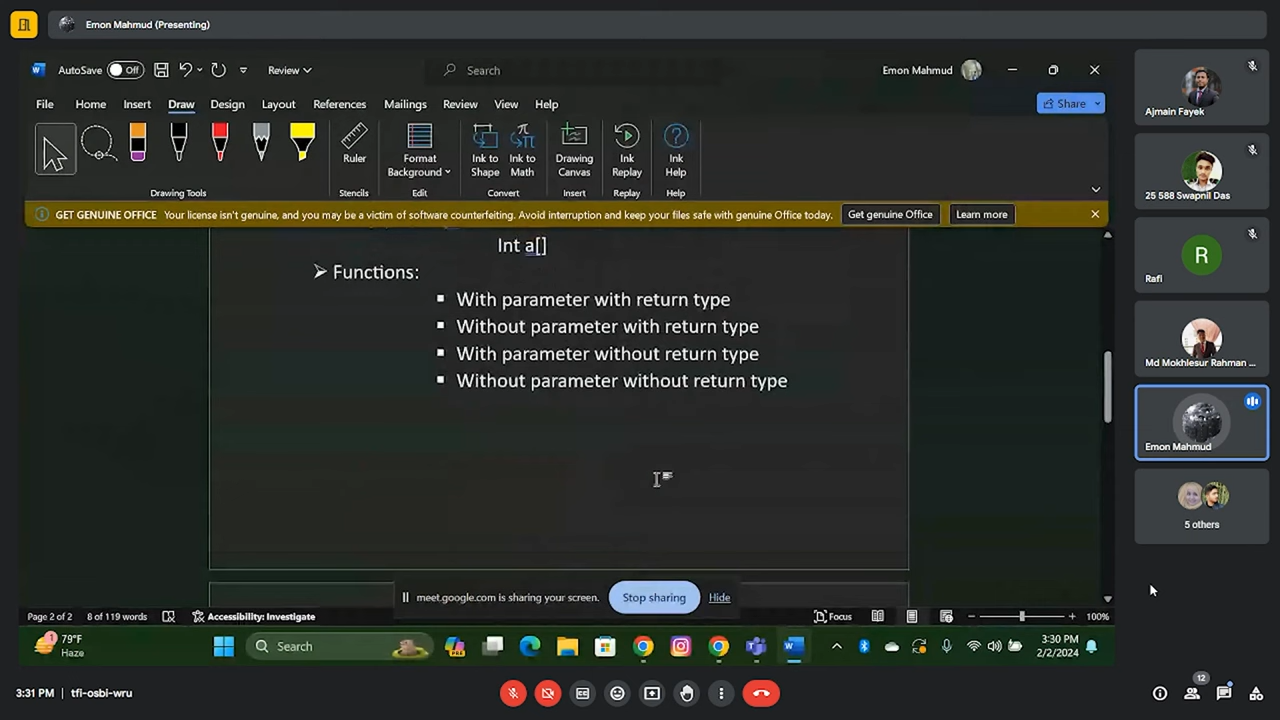 Emon Mahmud (Presenting)
AutoSave Off Review Search Emon Mahmud
File Home Insert Draw Design Layout References Mailings Review View Help Share
Ruler Format Background Ink to Shape Ink to Math Drawing Canvas Ink Replay Ink Help
Drawing Tools Stencils Edit Convert Insert Replay Help
GET GENUINE OFFICE Your license isn't genuine, and you may be a victim of software counterfeiting. Avoid interruption and keep your files safe with genuine Office today. Get genuine Office Learn more
Int a[]
Functions:
With parameter with return type
Without parameter with return type
With parameter without return type
Without parameter without return type
meet.google.com is sharing your screen. Stop sharing Hide
Page 2 of 2 8 of 119 words Accessibility: Investigate Focus 100%
1 79°F
Haze
Search
3:30 PM
2/2/2024
Ajmain Fayek
25 588 Swapnil Das
R
Rafi
Md Mokhlesur Rahman ...
Emon Mahmud
5 others
3:31 PM tfi-osbi-wru
12